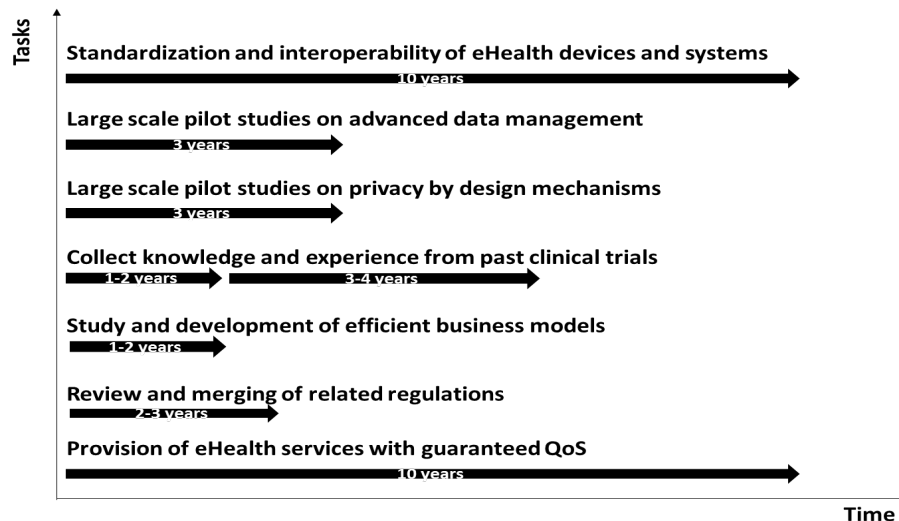 Tasks
Standardization and interoperability of eHealth devices and systems
10 years
Large scale pilot studies on advanced data management
3 years
Large scale pilot studies on privacy by design mechanisms
3 years
Collect knowledge and experience from past clinical trials
1-2 years 3-4 years
Study and development of efficient business models
1-2 years
Review and merging of related regulations
2-3 years
Provision of eHealth services with guaranteed QoS
10 years
Time